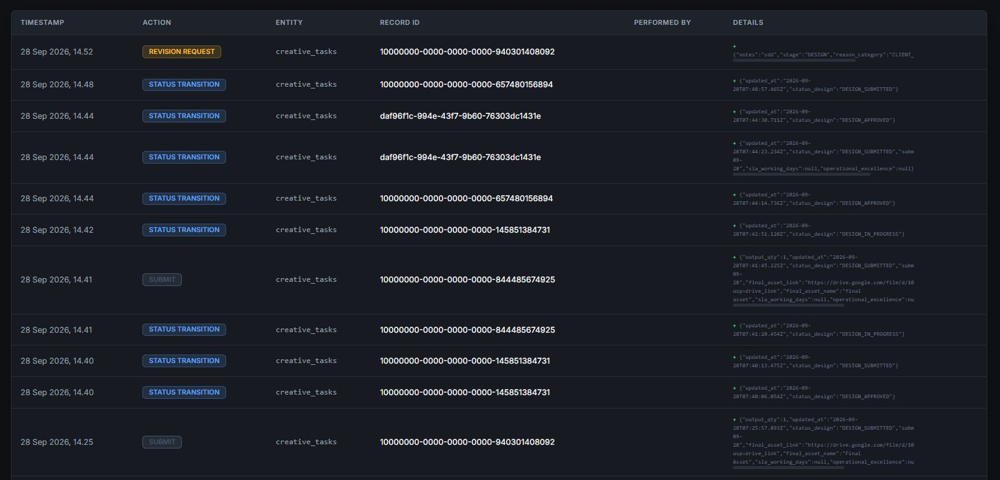 TIMESTAMP ACTION ENTITY RECORD ID PERFORMED BY DETAILS
28 Sep 2026, 14.52 REVISION REQUEST creative_tasks 10000000-0000-0000-0000-940301408092 +
{"notes":"sdd","stage":"DESIGN","reason_category":"CLIENT_
28 Sep 2026, 14.48 STATUS TRANSITION creative_tasks 10000000-0000-0000-0000-657480156894 + {"updated_at":"2026-09-
28T07:48:57.465Z","status_design":"DESIGN_SUBMITTED"}
28 Sep 2026, 14.44 STATUS TRANSITION creative_tasks daf96f1c-994e-43f7-9b60-76303dc1431e + {"updated_at":"2026-09-
28T07:44:30.711Z","status_design":"DESIGN_APPROVED"}
28 Sep 2026, 14.44 STATUS TRANSITION creative_tasks daf96f1c-994e-43f7-9b60-76303dc1431e + {"updated_at":"2026-09-
28T07:44:23.234Z","status_design":"DESIGN_SUBMITTED","subm
09-
28","sla_working_days":null,"operational_excellence":null}
28 Sep 2026, 14.44 STATUS TRANSITION creative_tasks 10000000-0000-0000-0000-657480156894 + {"updated_at":"2026-09-
28T07:44:14.736Z","status_design":"DESIGN_APPROVED"}
28 Sep 2026, 14.42 STATUS TRANSITION creative_tasks 10000000-0000-0000-0000-145851384731 + {"updated_at":"2026-09-
28T07:42:51.120Z","status_design":"DESIGN_IN_PROGRESS"}
28 Sep 2026, 14.41 SUBMIT creative_tasks 10000000-0000-0000-0000-844485674925 + {"output_qty":1,"updated_at":"2026-09-
28T07:41:45.225Z","status_design":"DESIGN_SUBMITTED","subm
09-
28","final_asset_link":"https://drive.google.com/file/d/10
usp=drive_link","final_asset_name":"final
asset","sla_working_days":null,"operational_excellence":nu
28 Sep 2026, 14.41 STATUS TRANSITION creative_tasks 10000000-0000-0000-0000-844485674925 + {"updated_at":"2026-09-
28T07:41:20.454Z","status_design":"DESIGN_IN_PROGRESS"}
28 Sep 2026, 14.40 STATUS TRANSITION creative_tasks 10000000-0000-0000-0000-145851384731 + {"updated_at":"2026-09-
28T07:40:13.475Z","status_design":"DESIGN_SUBMITTED"}
28 Sep 2026, 14.40 STATUS TRANSITION creative_tasks 10000000-0000-0000-0000-145851384731 + {"updated_at":"2026-09-
28T07:40:06.054Z","status_design":"DESIGN_APPROVED"}
28 Sep 2026, 14.25 SUBMIT creative_tasks 10000000-0000-0000-0000-940301408092 + {"output_qty":1,"updated_at":"2026-09-
28T07:25:57.893Z","status_design":"DESIGN_SUBMITTED","subm
09-
28","final_asset_link":"https://drive.google.com/file/d/10
usp=drive_link","final_asset_name":"Final
Asset","sla_working_days":null,"operational_excellence":nu